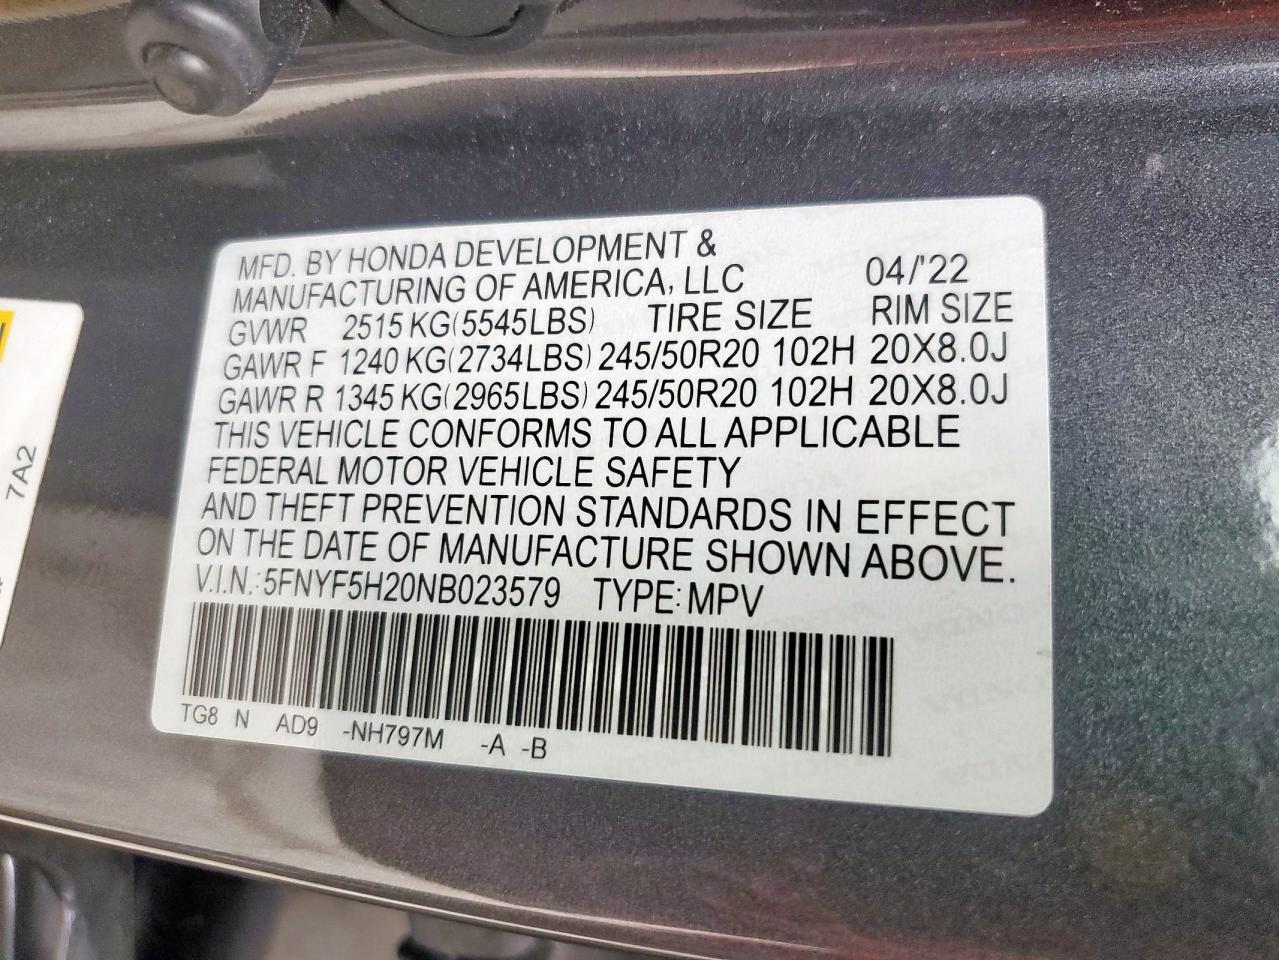 MFD. BY HONDA DEVELOPMENT &
MANUFACTURING OF AMERICA, LLC 04/'22
GVWR 2515 KG(5545LBS) TIRE SIZE RIM SIZE
GAWR F 1240 KG(2734LBS) 245/50R20 102H 20X8.0J
GAWR R 1345 KG(2965LBS) 245/50R20 102H 20X8.0J
THIS VEHICLE CONFORMS TO ALL APPLICABLE
FEDERAL MOTOR VEHICLE SAFETY
AND THEFT PREVENTION STANDARDS IN EFFECT
ON THE DATE OF MANUFACTURE SHOWN ABOVE.
V.I.N.: 5FNYF5H20NB023579 TYPE: MPV
TG8 N AD9 -NH797M -A -B
7A2